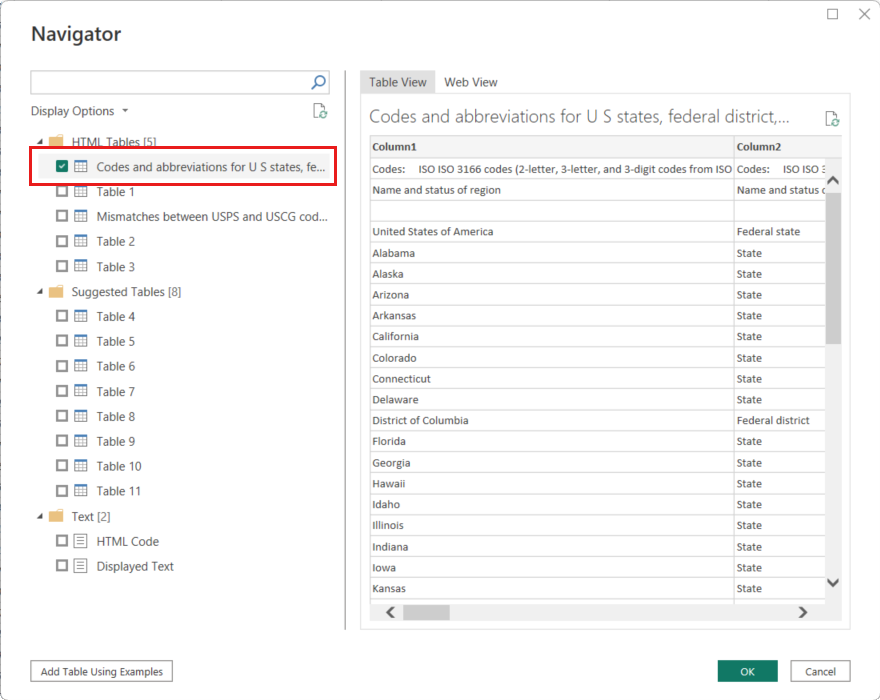 Navigator
Display Options
HTML Tables [5]
Codes and abbreviations for U S states, fe...
Table 1
Mismatches between USPS and USCG cod...
Table 2
Table 3
Suggested Tables [8]
Table 4
Table 5
Table 6
Table 7
Table 8
Table 9
Table 10
Table 11
Text [2]
HTML Code
Displayed Text
Table View Web View
Codes and abbreviations for U S states, federal district,...
Column1 Column2
Codes: ISO ISO 3166 codes (2-letter, 3-letter, and 3-digit codes from ISO Codes: ISO ISO 3
Name and status of region Name and status
United States of America Federal state
Alabama State
Alaska State
Arizona State
Arkansas State
California State
Colorado State
Connecticut State
Delaware State
District of Columbia Federal district
Florida State
Georgia State
Hawaii State
Idaho State
Illinois State
Indiana State
Iowa State
Kansas State
Add Table Using Examples OK Cancel